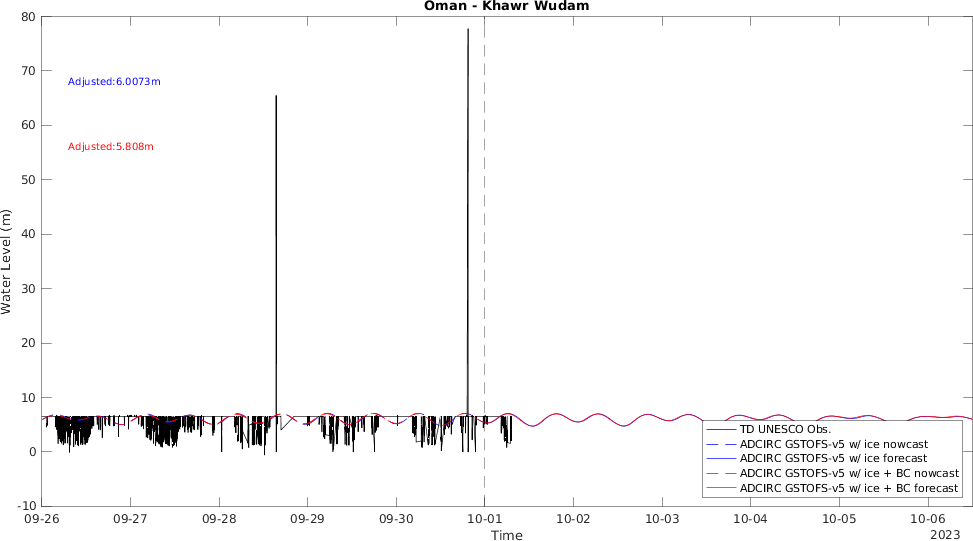 Oman - Khawr Wudam
80
70
60
50
40
30
20
10
0
-10
Water Level (m)
Adjusted:6.0073m
Adjusted:5.808m
TD UNESCO Obs.
ADCIRC GSTOFS-v5 w/ ice nowcast
ADCIRC GSTOFS-v5 w/ ice forecast
ADCIRC GSTOFS-v5 w/ ice + BC nowcast
ADCIRC GSTOFS-v5 w/ ice + BC forecast
09-26 09-27 09-28 09-29 09-30 10-01 10-02 10-03 10-04 10-05 10-06
Time
2023